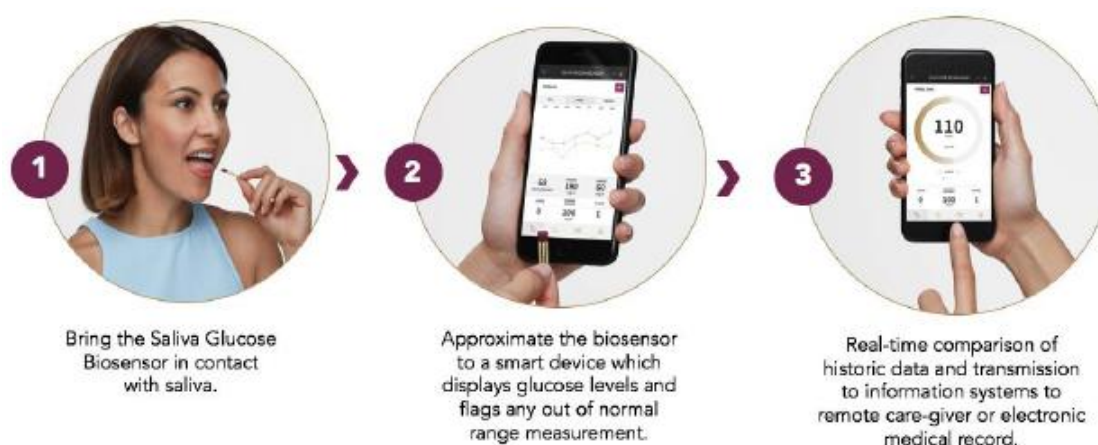 1
Bring the Saliva Glucose
Biosensor in contact
with saliva.
2
Approximate the biosensor
to a smart device which
displays glucose levels and
flags any out of normal
range measurement.
3
110
Real-time comparison of
historic data and transmission
to information systems to
remote care-giver or electronic
medical record.